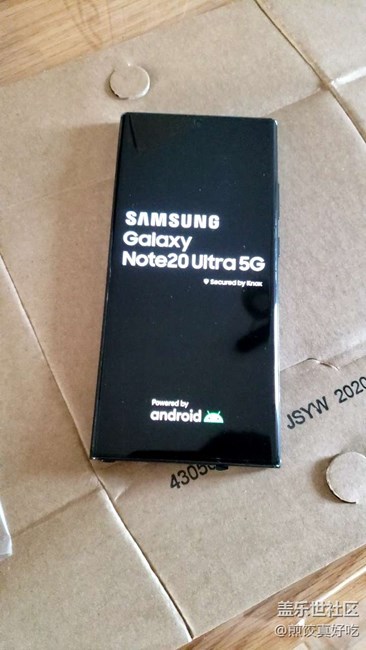 SAMSUNG
Galaxy
Note20 Ultra 5G
Secured by Knox
Powered by
android
JSYW 2020
4305
盖乐世社区
@煎饺真好吃